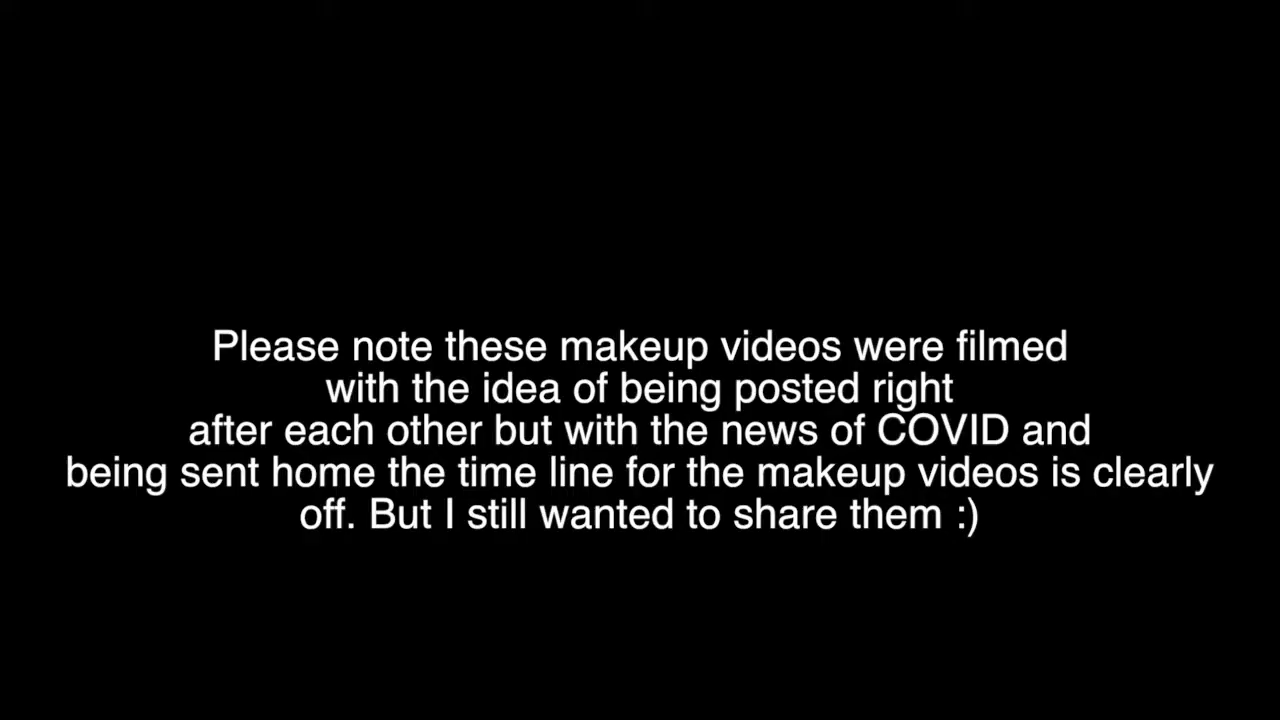 Please note these makeup videos were filmed
with the idea of being posted right
after each other but with the news of COVID and
being sent home the time line for the makeup videos is clearly
off. But I still wanted to share them :)